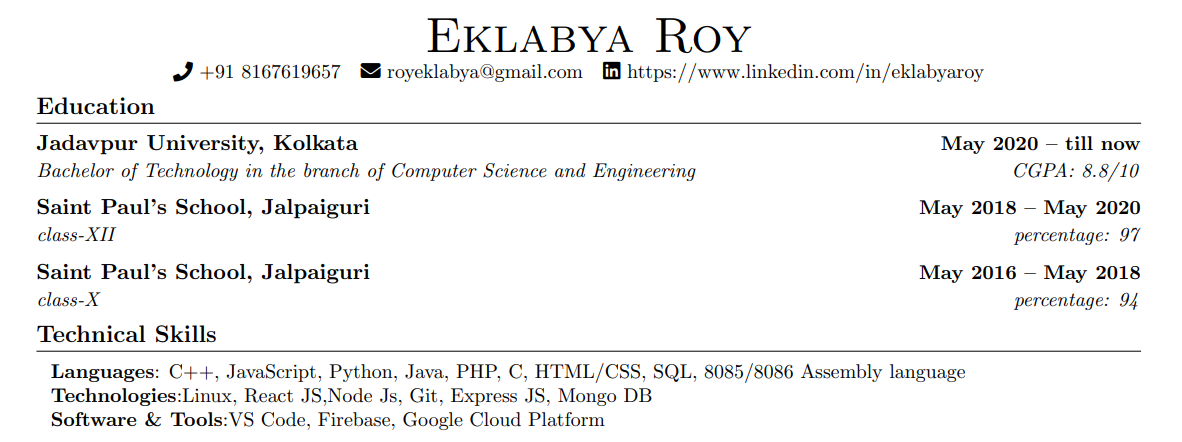 Eklabya Roy
+91 8167619657 royeklabya@gmail.com https://www.linkedin.com/in/eklabyaroy
Education
Jadavpur University, Kolkata May 2020 – till now
Bachelor of Technology in the branch of Computer Science and Engineering CGPA: 8.8/10
Saint Paul's School, Jalpaiguri May 2018 – May 2020
class-XII percentage: 97
Saint Paul's School, Jalpaiguri May 2016 – May 2018
class-X percentage: 94
Technical Skills
Languages: C++, JavaScript, Python, Java, PHP, C, HTML/CSS, SQL, 8085/8086 Assembly language
Technologies:Linux, React JS,Node Js, Git, Express JS, Mongo DB
Software & Tools:VS Code, Firebase, Google Cloud Platform